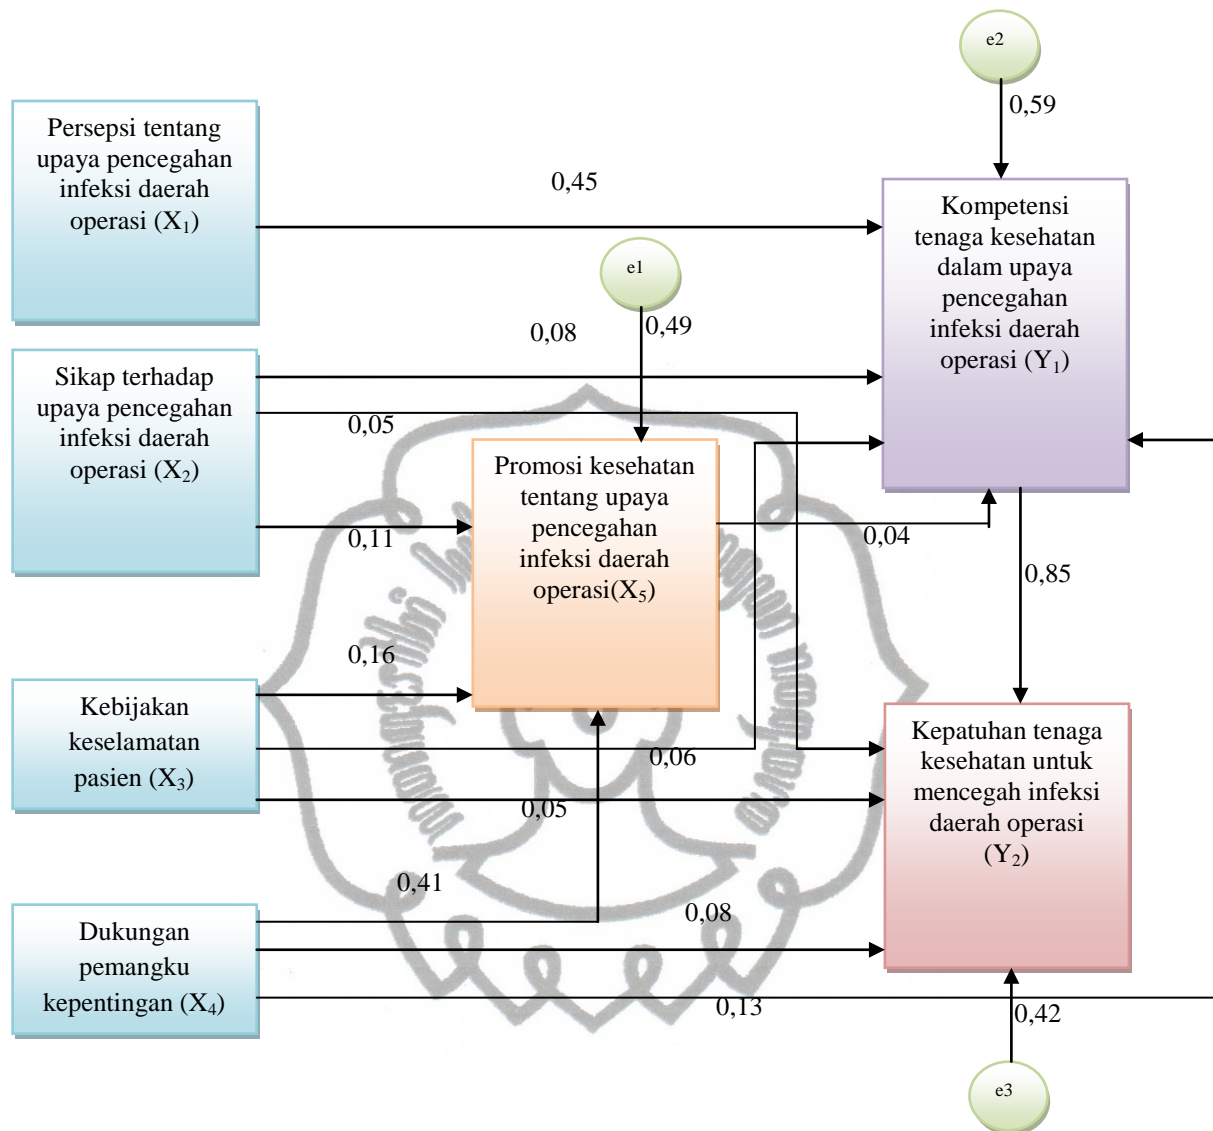 e2
0,59
Persepsi tentang
upaya pencegahan
infeksi daerah
operasi (X1)
0,45
Kompetensi
tenaga kesehatan
dalam upaya
pencegahan
infeksi daerah
operasi (Y1)
e1
0,49
0,08
Sikap terhadap
upaya pencegahan
infeksi daerah
operasi (X2)
0,05
0,11
Promosi kesehatan
tentang upaya
pencegahan
infeksi daerah
operasi(X5)
0,04
0,85
0,16
Kebijakan
keselamatan
pasien (X3)
0,06
0,05
Kepatuhan tenaga
kesehatan untuk
mencegah infeksi
daerah operasi
(Y2)
0,41
0,08
Dukungan
pemangku
kepentingan (X4)
0,13
0,42
e3